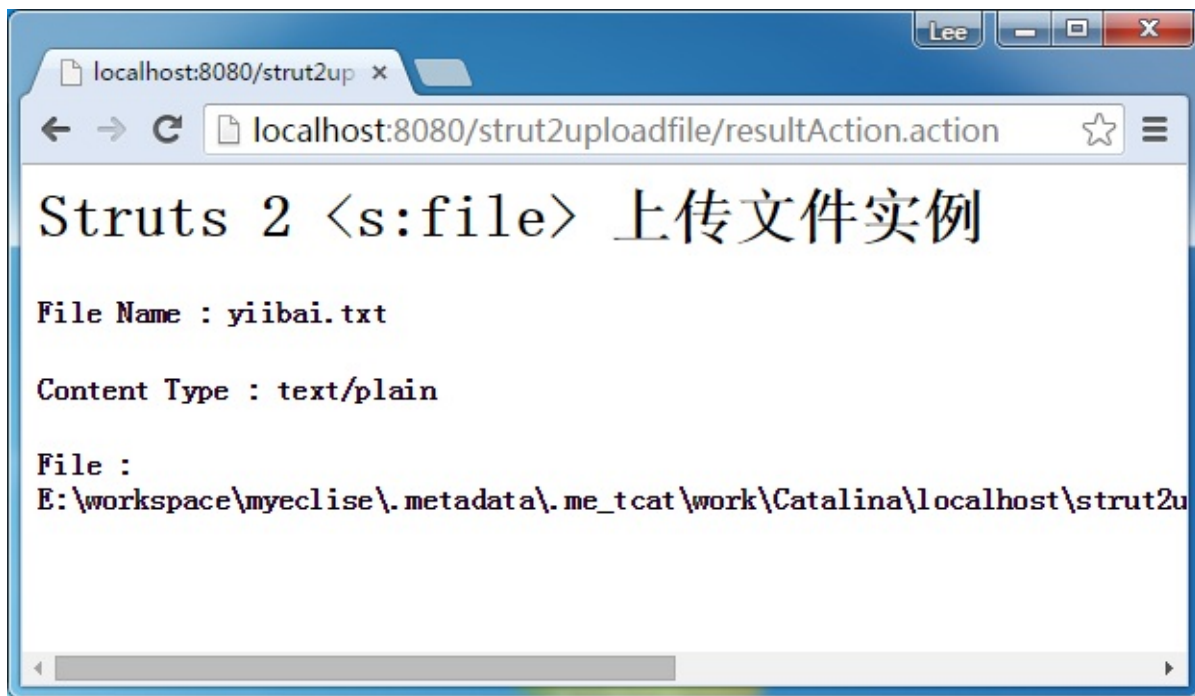 Lee
localhost:8080/strut2up
localhost:8080/strut2uploadfile/resultAction.action
Struts 2 <s:file> 上传文件实例
File Name : yiibai.txt
Content Type : text/plain
File :
E:\workspace\myeclise\.metadata\.me_tcat\work\Catalina\localhost\strut2u